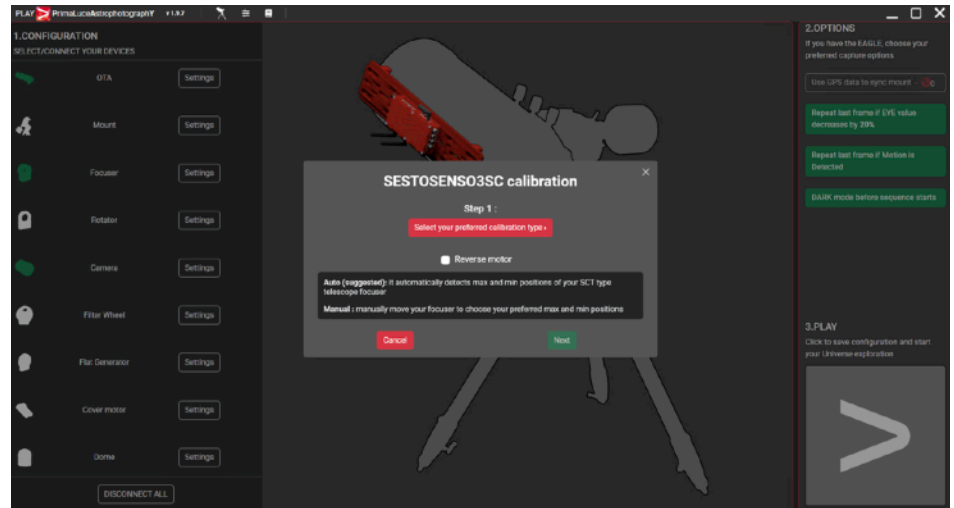 PLAY PrimaLuceAstrophotographY v1.9.7
1.CONFIGURATION
SELECT/CONNECT YOUR DEVICES
OTA Settings
Mount Settings
Focuser Settings
Rotator Settings
Camera Settings
Filter Wheel Settings
Flat Generator Settings
Cover motor Settings
Dome Settings
DISCONNECT ALL
SESTOSENSO3SC calibration
Step 1 :
Select your preferred calibration type
Reverse motor
Auto (suggested): it automatically detects max and min positions of your SCT type
telescope focuser
Manual : manually move your focuser to choose your preferred max and min positions
Cancel Next
2.OPTIONS
If you have the EAGLE, choose your
preferred capture options
Use GPS data to sync mount -
Repeat last frame if EYE value
decreases by 20%
Repeat last frame if Motion is
Detected
DARK mode before sequence starts
3.PLAY
Click to save configuration and start
your Universe exploration